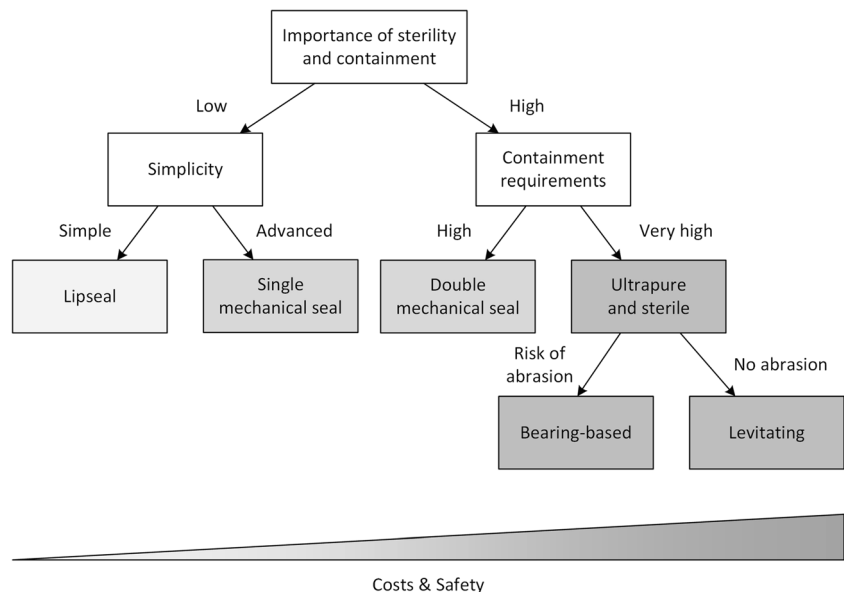 Importance of sterility
and containment
Low
High
Simplicity
Containment
requirements
Simple
Advanced
High
Very high
Lipseal
Single
mechanical seal
Double
mechanical seal
Ultrapure
and sterile
Risk of
abrasion
No abrasion
Bearing-based
Levitating
Costs & Safety